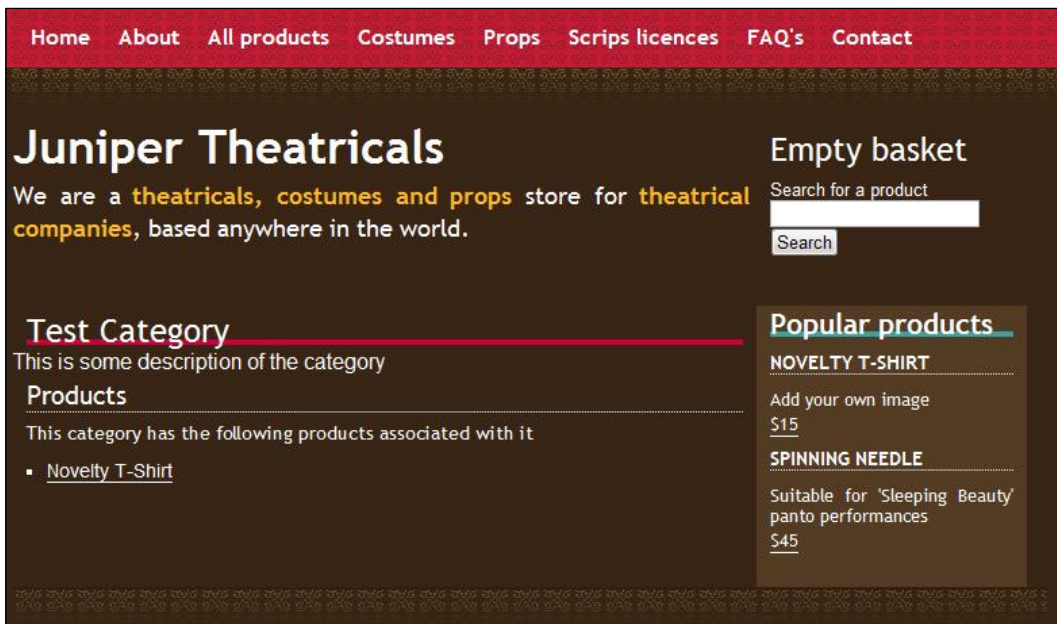 Home About All products Costumes Props Scrips licences FAQ's Contact
Juniper Theatricals
We are a theatricals, costumes and props store for theatrical
companies, based anywhere in the world.
Empty basket
Search for a product
Search
Test Category
This is some description of the category
Products
This category has the following products associated with it
Novelty T-Shirt
Popular products
NOVELTY T-SHIRT
Add your own image
$15
SPINNING NEEDLE
Suitable for 'Sleeping Beauty'
panto performances
$45